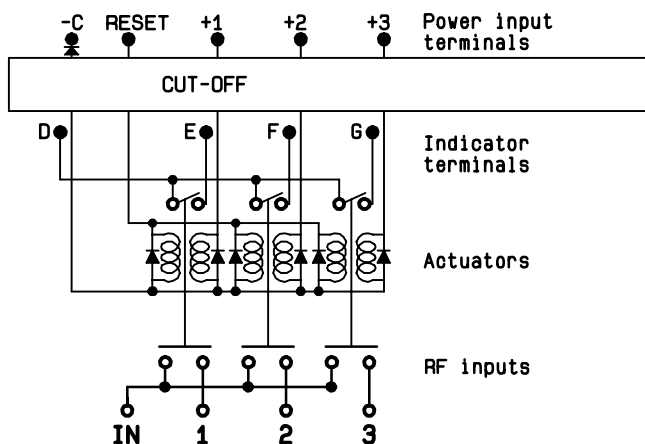 -C RESET +1 +2 +3 Power input
terminals
CUT-OFF
D E F G Indicator
terminals
Actuators
RF inputs
IN 1 2 3